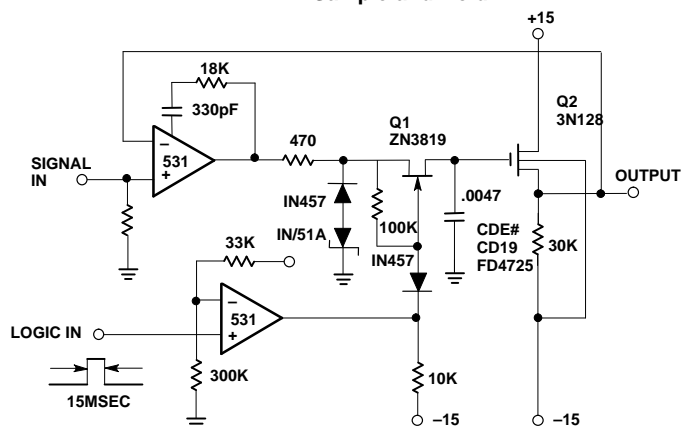 +15
18K
330pF
Q2
3N128
Q1
ZN3819
470
–
531
+
SIGNAL
IN
OUTPUT
IN457
.0047
100K
IN/51A
CDE#
CD19
FD4725
30K
IN457
33K
–
531
+
LOGIC IN
300K
10K
15MSEC
–15
–15